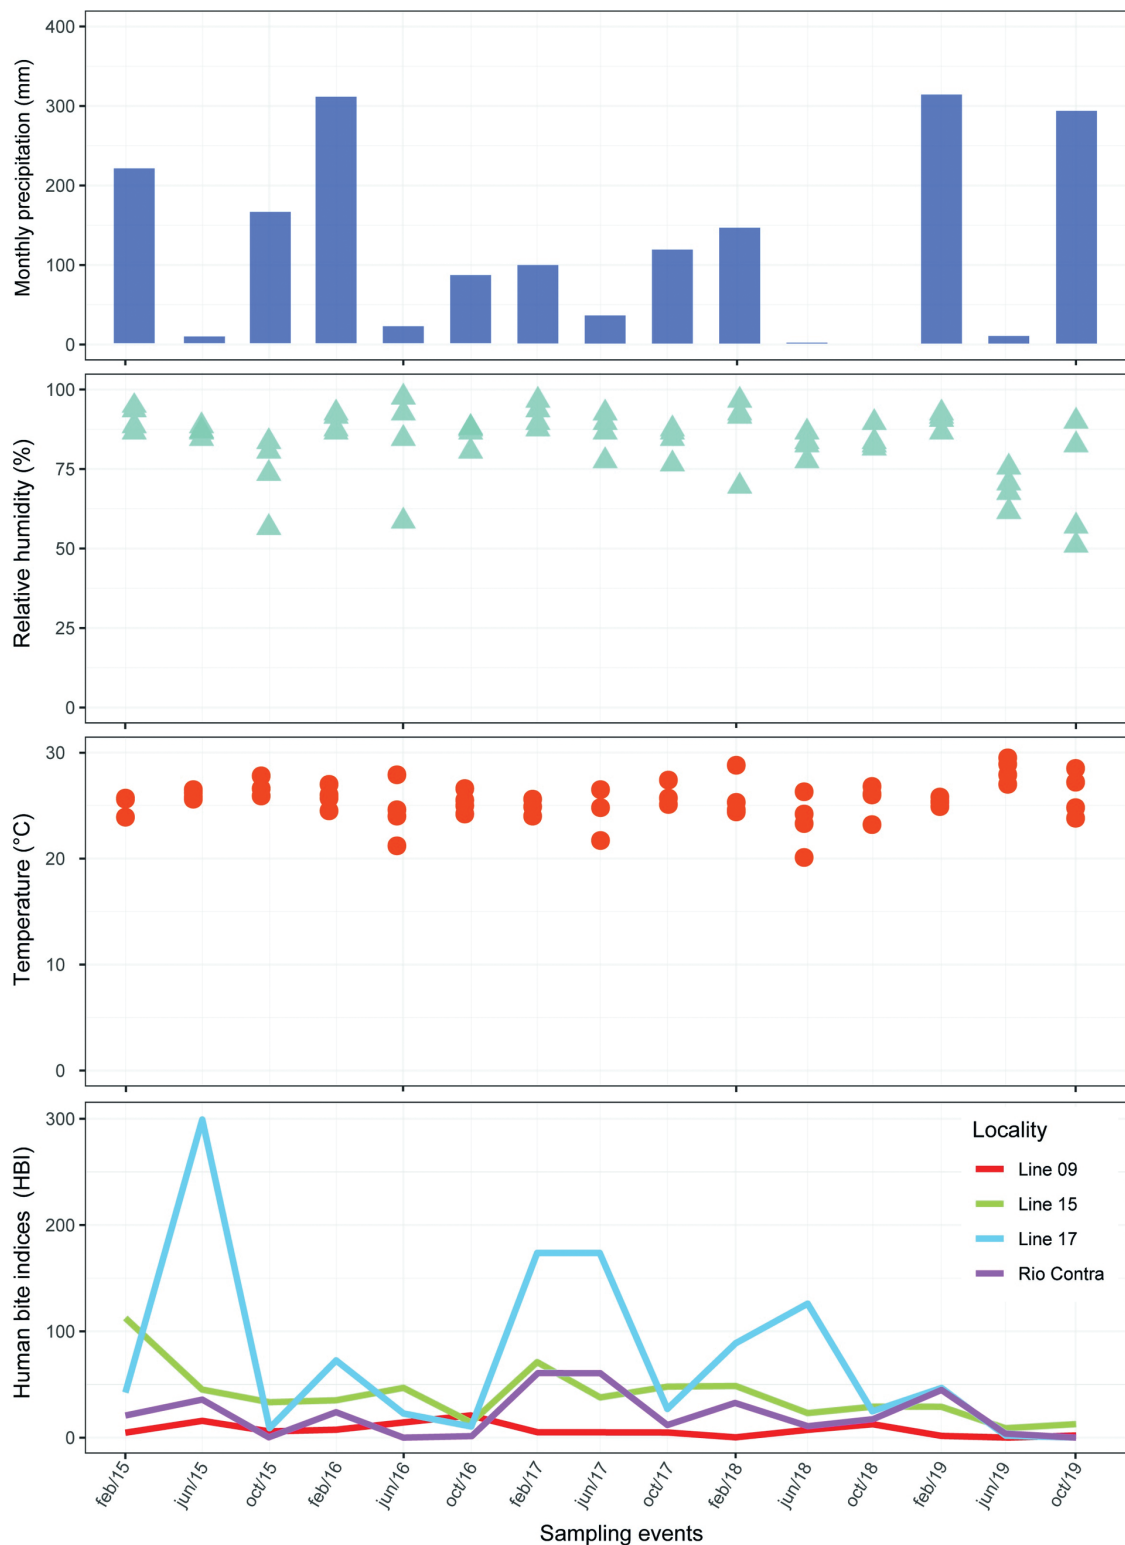 Monthly precipitation (mm)
400
300
200
100
0
Relative humidity (%)
100
75
50
25
0
Temperature (°C)
30
20
10
0
Human bite indices (HBI)
300
200
100
0
Locality
Line 09
Line 15
Line 17
Rio Contra
feb/15
jun/15
oct/15
feb/16
jun/16
oct/16
feb/17
jun/17
oct/17
feb/18
jun/18
oct/18
feb/19
jun/19
oct/19
Sampling events